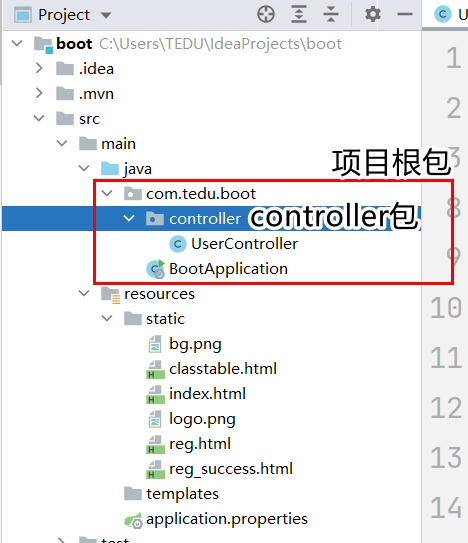 Project
U
boot C:\Users\TEDU\IdeaProjects\boot
1
.idea
2
.mvn
src
3
main
java
项目根包
com.tedu.boot
8
controller
controller包
UserController
9
BootApplication
resources
10
static
bg.png
11
classtable.html
index.html
12
logo.png
reg.html
13
reg_success.html
templates
14
application.properties
test